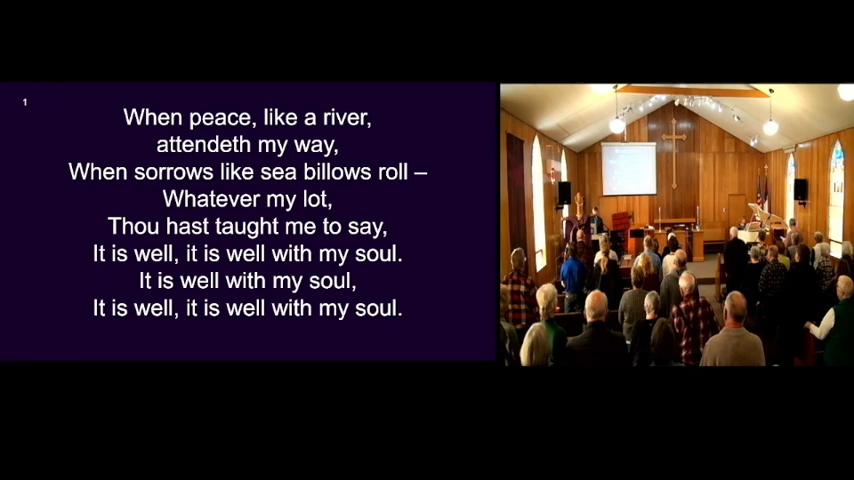 1
When peace, like a river,
attendeth my way,
When sorrows like sea billows roll –
Whatever my lot,
Thou hast taught me to say,
It is well, it is well with my soul.
It is well with my soul,
It is well, it is well with my soul.